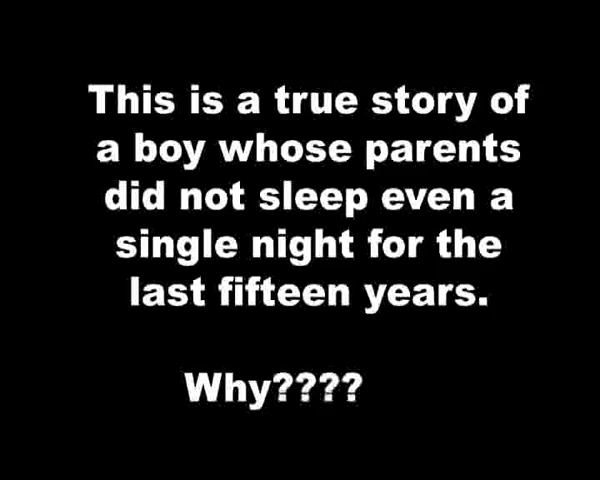 This is a true story of
a boy whose parents
did not sleep even a
single night for the
last fifteen years.
Why????